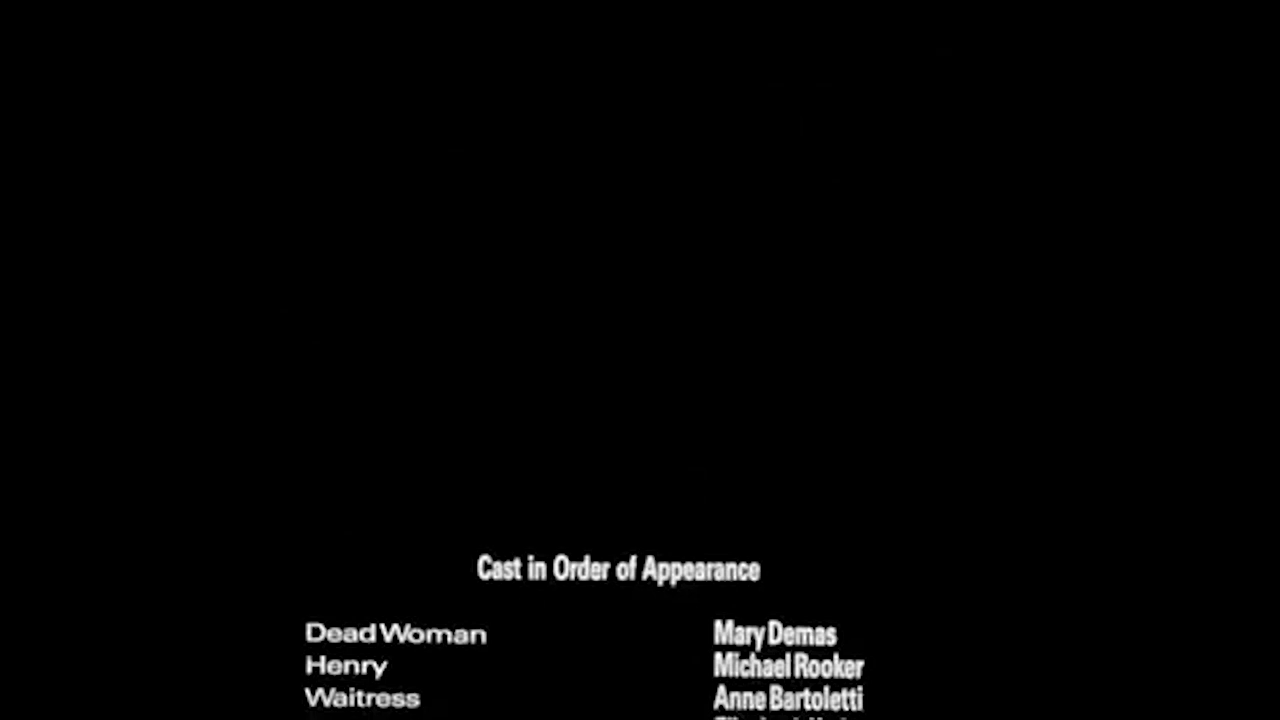 Cast in Order of Appearance
Dead Woman Mary Demas
Henry Michael Rooker
Waitress Anne Bartoletti